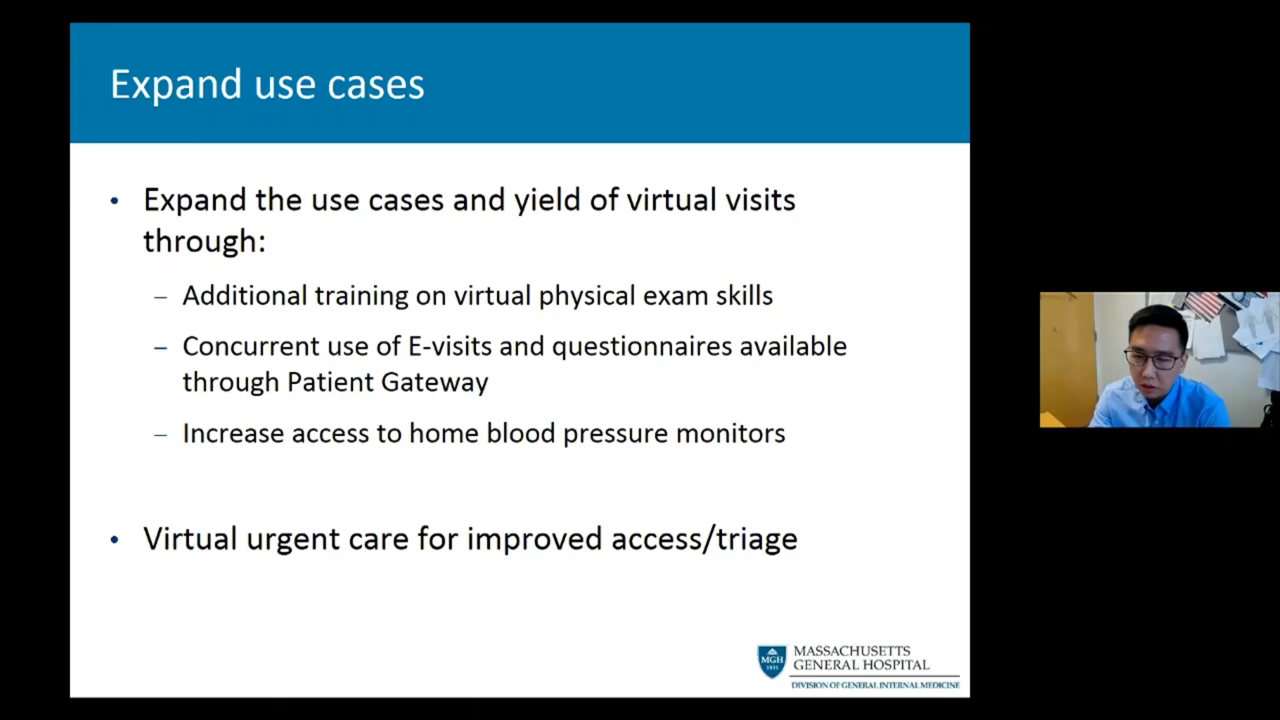 Expand use cases
• Expand the use cases and yield of virtual visits
through:
– Additional training on virtual physical exam skills
– Concurrent use of E-visits and questionnaires available
through Patient Gateway
– Increase access to home blood pressure monitors
• Virtual urgent care for improved access/triage
MGH
1811
MASSACHUSETTS
GENERAL HOSPITAL
DIVISION OF GENERAL INTERNAL MEDICINE